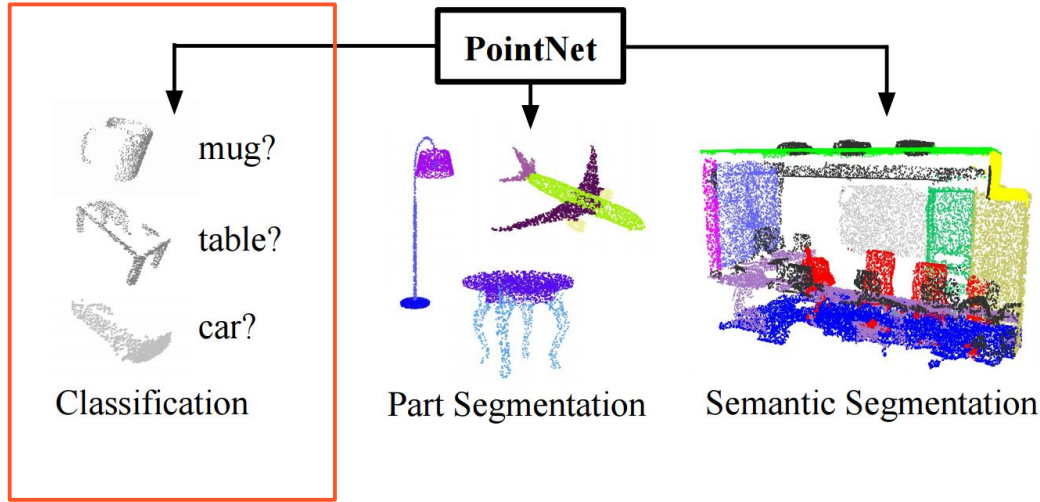 PointNet
mug?
table?
car?
Classification
Part Segmentation
Semantic Segmentation